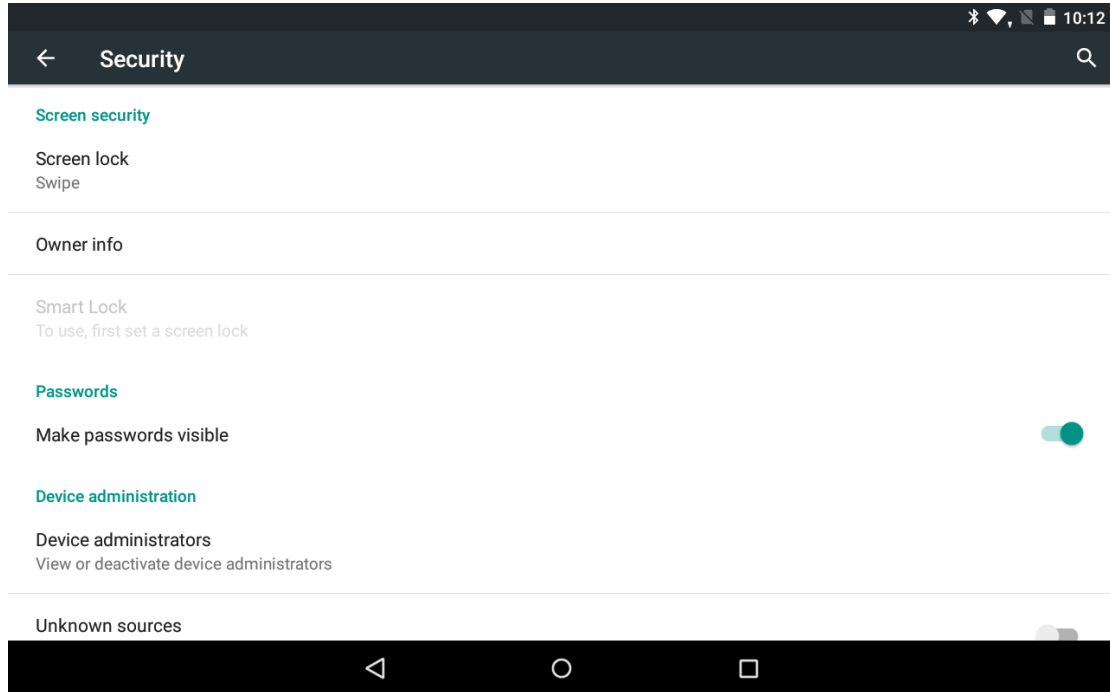 10:12
Security
Screen security
Screen lock
Swipe
Owner info
Smart Lock
To use, first set a screen lock
Passwords
Make passwords visible
Device administration
Device administrators
View or deactivate device administrators
Unknown sources